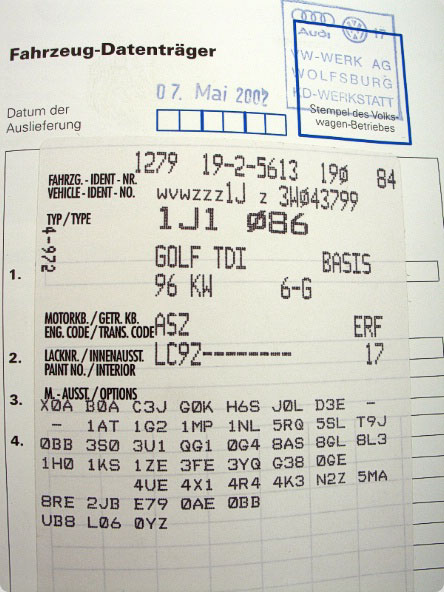 Audi 17
VW-WERK AG
WOLFSBURG
KD-WERKSTATT
Fahrzeug-Datenträger
07. Mai 2002
Datum der
Auslieferung
Stempel des Volks-
wagen-Betriebes
1279 19-2-5613 190 84
FAHRZG.-IDENT-NR.
VEHICLE-IDENT-NO. WVWZZZ1J Z 3W043799
TYP/TYPE 1J1 086
4-972
GOLF TDI BASIS
1.
96 KW 6-G
MOTORKB./GETR.KB.
ENG.CODE/TRANS.CODE ASZ ERF
2. LACKNR./INNENAUSST.
PAINT NO./INTERIOR LC9Z--------- 17
M.-AUSST./OPTIONS
3. X0A B0A C3J G0K H6S J0L D3E -
- 1AT 1G2 1MP 1NL 5RQ 5SL T9J
4. 0BB 3S0 3U1 QG1 0G4 8AS 8GL 8L3
1H0 1KS 1ZE 3FE 3YQ G38 0GE
4UE 4X1 4R4 4K3 N2Z 5MA
8RE 2JB E79 0AE 0BB
UB8 L06 0YZ